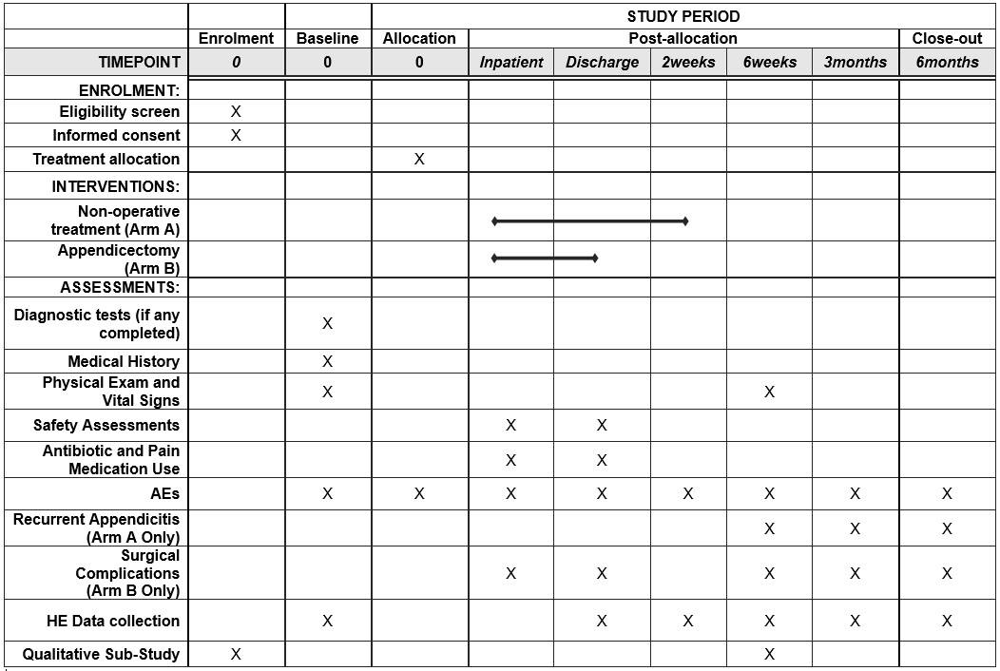 STUDY PERIOD
Enrolment Baseline Allocation Post-allocation Close-out
TIMEPOINT 0 0 0 Inpatient Discharge 2weeks 6weeks 3months 6months
ENROLMENT:
Eligibility screen X
Informed consent X
Treatment allocation X
INTERVENTIONS:
Non-operative
treatment (Arm A)
Appendicectomy
(Arm B)
ASSESSMENTS:
Diagnostic tests (if any
completed) X
Medical History X
Physical Exam and
Vital Signs X X
Safety Assessments X X
Antibiotic and Pain
Medication Use X X
AEs X X X X X X X X
Recurrent Appendicitis
(Arm A Only) X X X
Surgical
Complications
(Arm B Only) X X X X X
HE Data collection X X X X X X
Qualitative Sub-Study X X